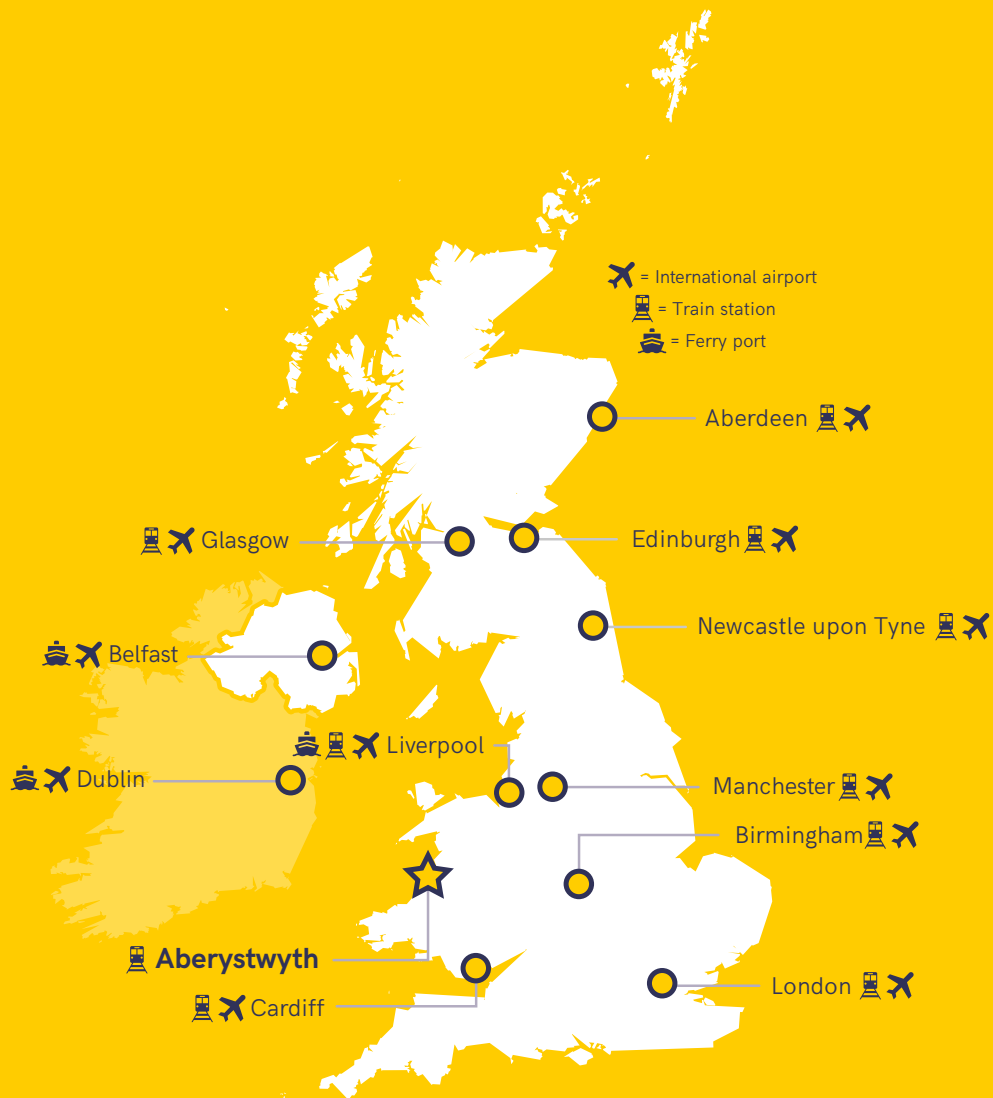 = International airport
= Train station
= Ferry port
Aberdeen
Glasgow
Edinburgh
Newcastle upon Tyne
Belfast
Liverpool
Dublin
Manchester
Birmingham
Aberystwyth
London
Cardiff